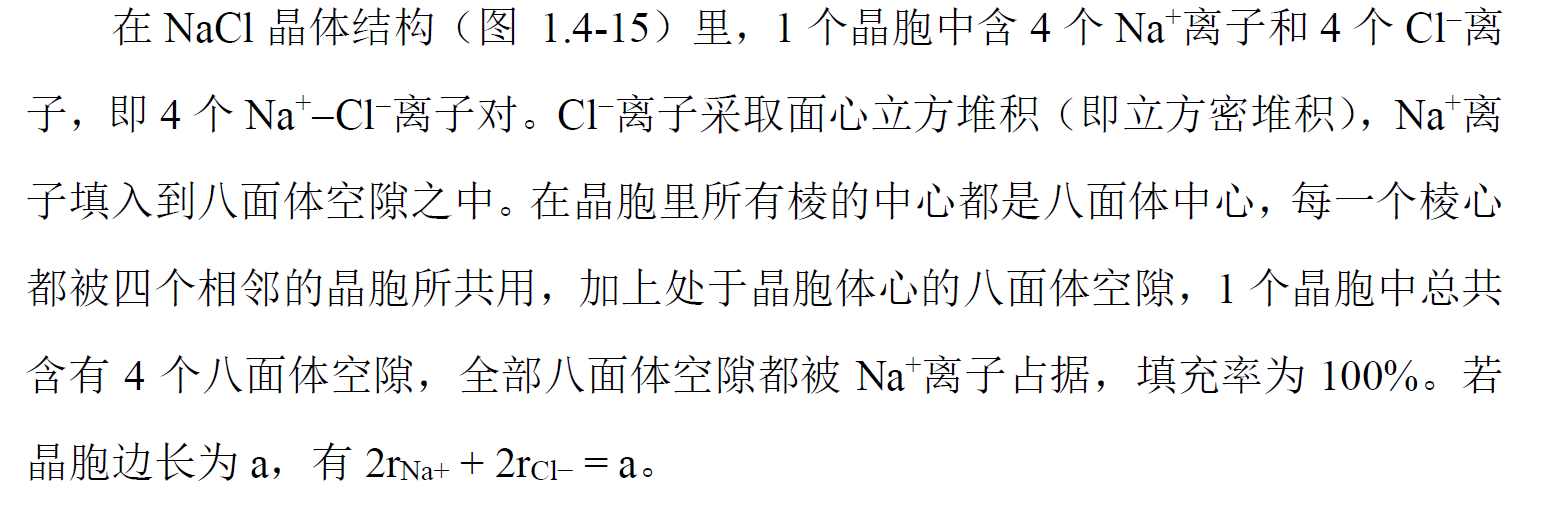 在 NaCl 晶体结构（图 1.4-15）里，1 个晶胞中含 4 个 Na⁺离子和 4 个 Cl⁻离
子，即 4 个 Na⁺–Cl⁻离子对。Cl⁻离子采取面心立方堆积（即立方密堆积），Na⁺离
子填入到八面体空隙之中。在晶胞里所有棱的中心都是八面体中心，每一个棱心
都被四个相邻的晶胞所共用，加上处于晶胞体心的八面体空隙，1 个晶胞中总共
含有 4 个八面体空隙，全部八面体空隙都被 Na⁺离子占据，填充率为 100%。若
晶胞边长为 a，有 2rNa+ + 2rCl− = a。